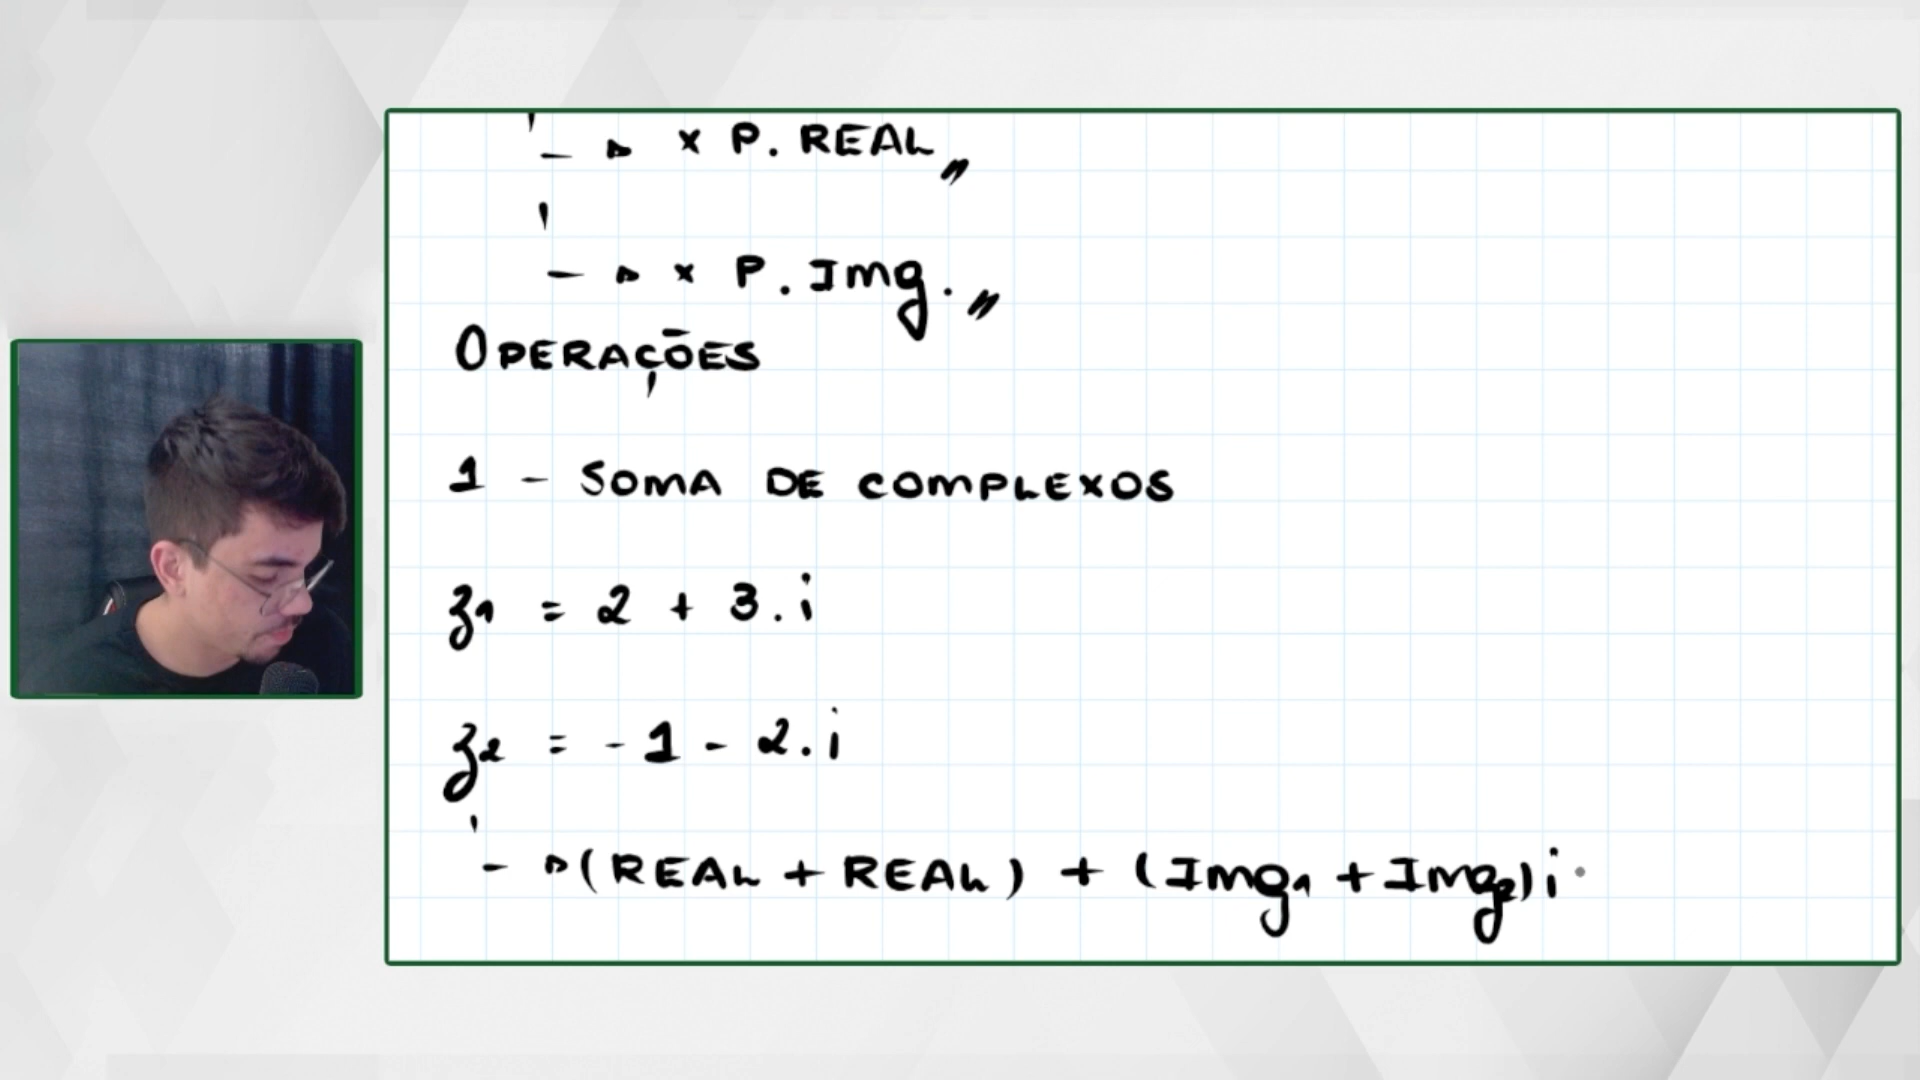 - ▷ x P. REAL,,
- ▷ x P. Img.,,
OPERAÇÕES
1 - SOMA DE COMPLEXOS
z1 = 2 + 3.i
z2 = -1 - 2.i
- ▷ (REAL + REAL) + (Img1 + Img2)i